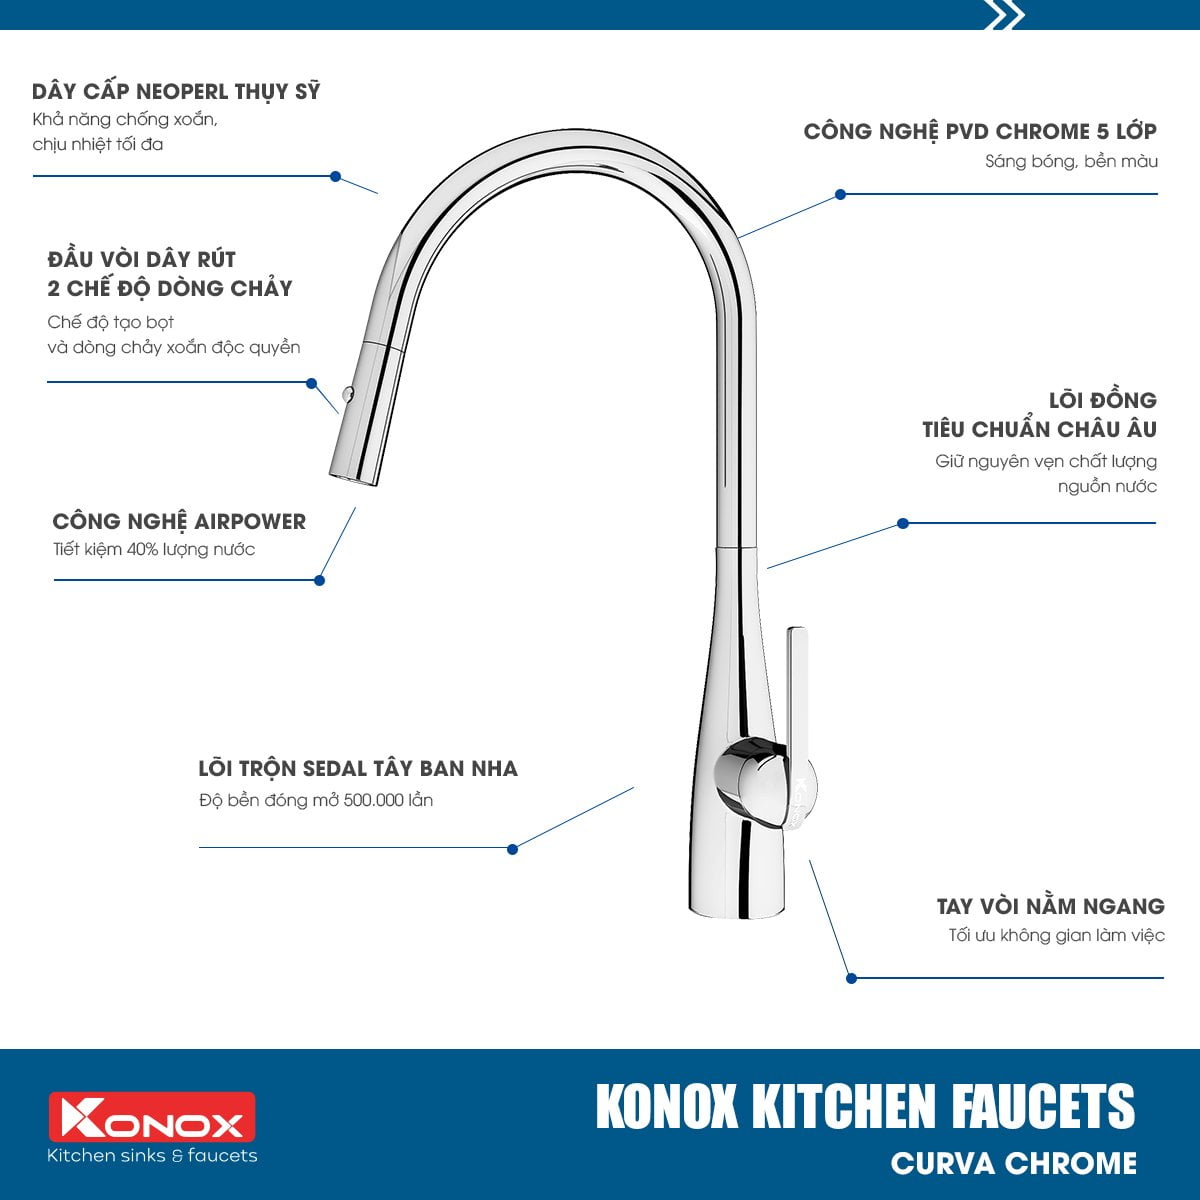 DÂY CẤP NEOPERL THỤY SỸ
Khả năng chống xoắn,
chịu nhiệt tối đa
CÔNG NGHỆ PVD CHROME 5 LỚP
Sáng bóng, bền màu
ĐẦU VÒI DÂY RÚT
2 CHẾ ĐỘ DÒNG CHẢY
Chế độ tạo bọt
và dòng chảy xoắn độc quyền
LÕI ĐỒNG
TIÊU CHUẨN CHÂU ÂU
Giữ nguyên vẹn chất lượng
nguồn nước
CÔNG NGHỆ AIRPOWER
Tiết kiệm 40% lượng nước
LÕI TRỘN SEDAL TÂY BAN NHA
Độ bền đóng mở 500.000 lần
Konox
TAY VÒI NẰM NGANG
Tối ưu không gian làm việc
KONOX
Kitchen sinks & faucets
KONOX KITCHEN FAUCETS
CURVA CHROME